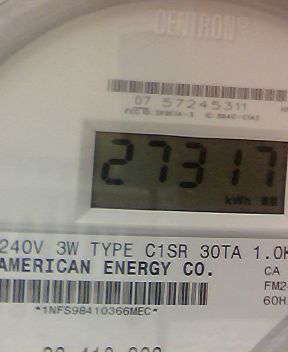 CENTRON®
07 57245311
27317
kWh
240V 3W TYPE C1SR 30TA 1.0K
AMERICAN ENERGY CO.
CA
FM2
60H
*1NFS98410366MEC*